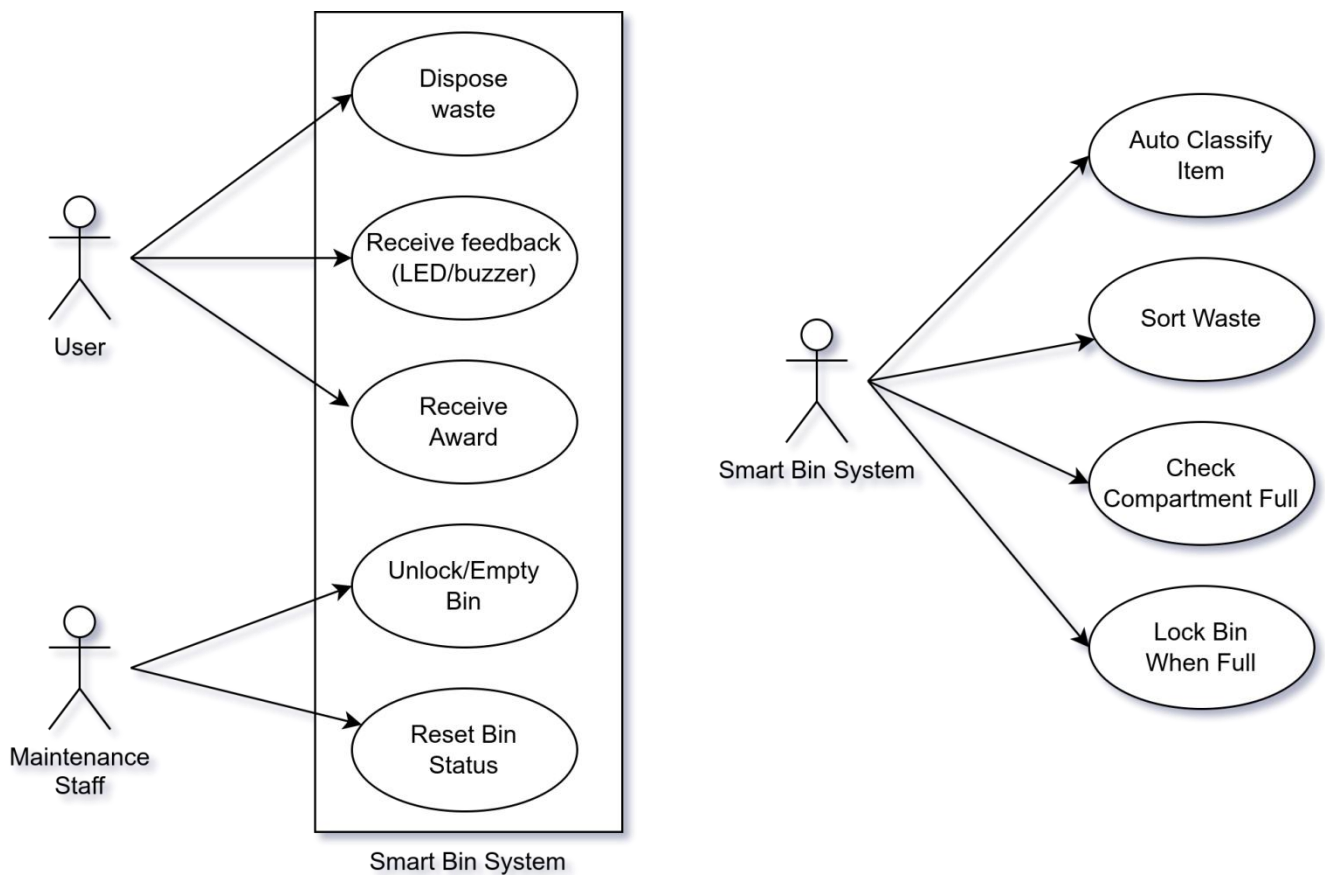 Dispose
waste
Receive feedback
(LED/buzzer)
User
Receive
Award
Unlock/Empty
Bin
Maintenance
Staff
Reset Bin
Status
Smart Bin System
Auto Classify
Item
Sort Waste
Smart Bin System
Check
Compartment Full
Lock Bin
When Full